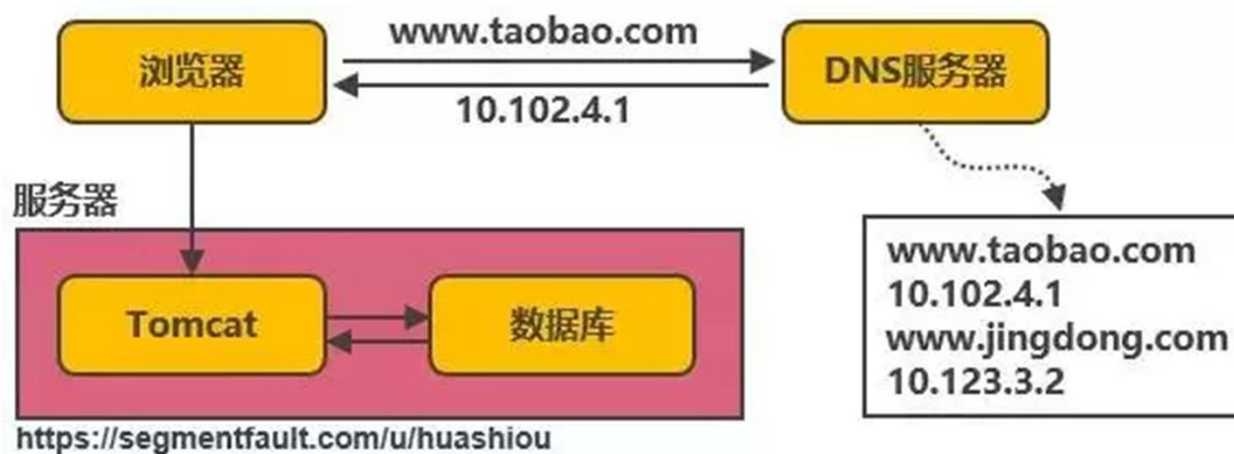 www.taobao.com
浏览器
DNS服务器
10.102.4.1
服务器
www.taobao.com
10.102.4.1
www.jingdong.com
10.123.3.2
Tomcat
数据库
https://segmentfault.com/u/huashiou